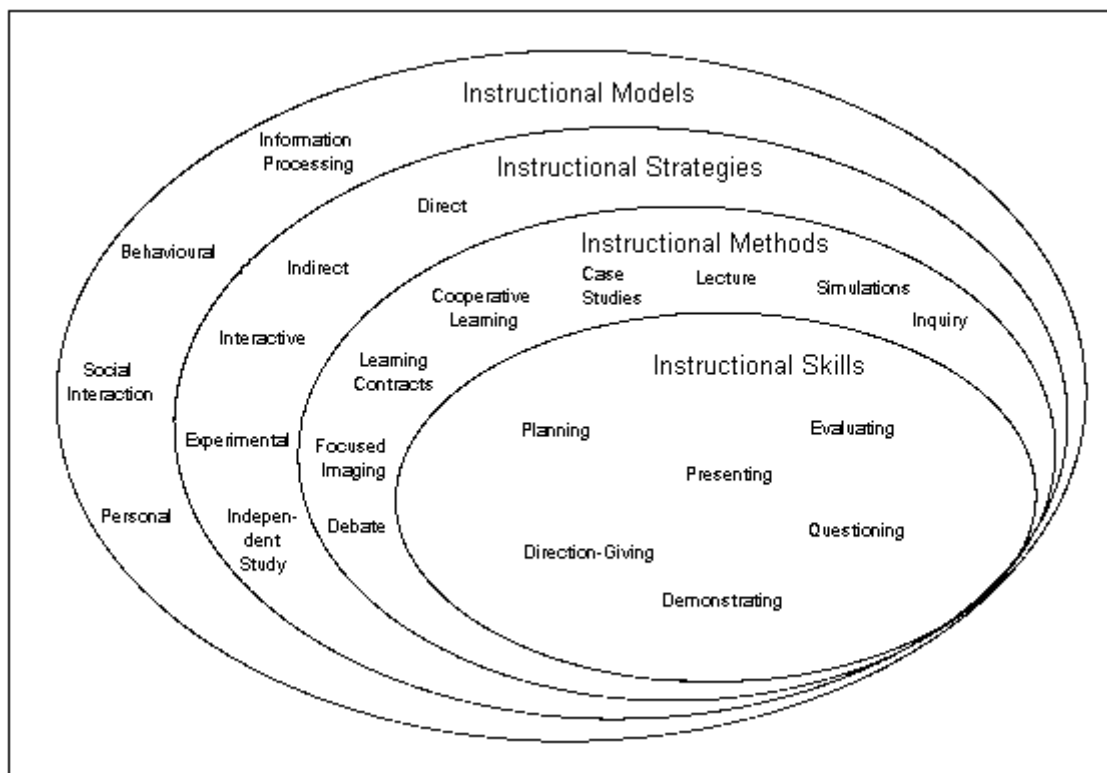 Instructional Models
Information
Processing
Instructional Strategies
Direct
Behavioural
Instructional Methods
Indirect
Case
Studies
Lecture
Simulations
Cooperative
Learning
Inquiry
Interactive
Learning
Contracts
Social
Interaction
Instructional Skills
Planning
Evaluating
Experimental
Focused
Imaging
Presenting
Personal
Indepen-
dent
Study
Debate
Questioning
Direction-Giving
Demonstrating